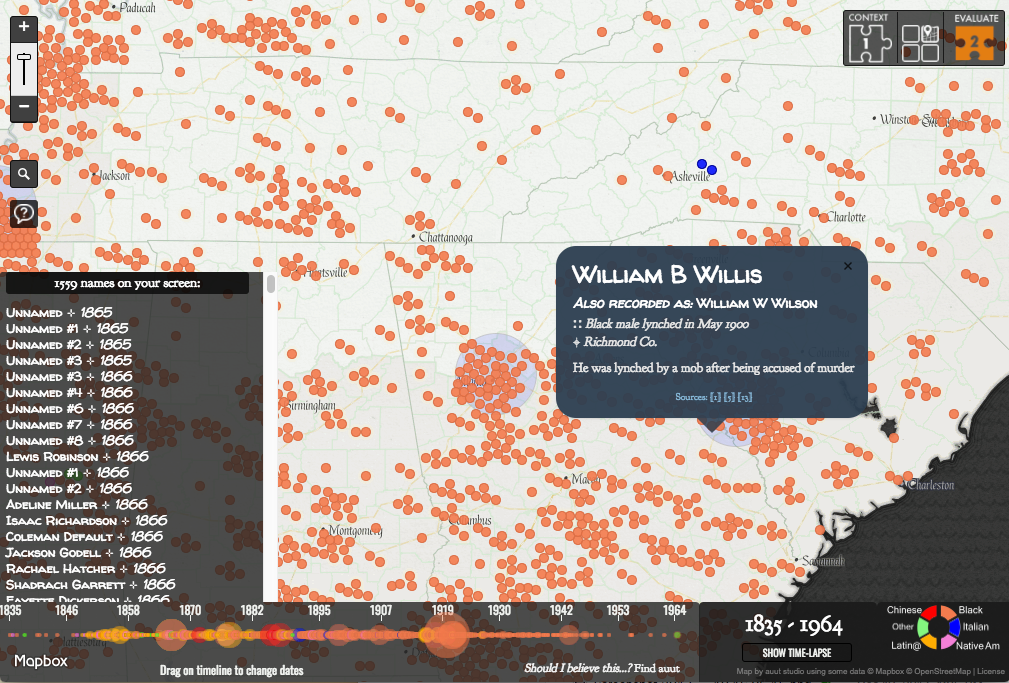 Paducah
+
CONTEXT
1
EVALUATE
2
−
Winston-Salem
Jackson
Asheville
Charlotte
Chattanooga
Huntsville
1559 names on your screen:
Unnamed ÷ 1865
Unnamed #1 ÷ 1865
Unnamed #2 ÷ 1865
Unnamed #3 ÷ 1865
Unnamed #3 ÷ 1866
Unnamed #4 ÷ 1866
Unnamed #6 ÷ 1866
Unnamed #7 ÷ 1866
Unnamed #8 ÷ 1866
Lewis Robinson ÷ 1866
Unnamed #1 ÷ 1866
Unnamed #2 ÷ 1866
Adeline Miller ÷ 1866
Isaac Richardson ÷ 1866
Coleman Default ÷ 1866
Jackson Godell ÷ 1866
Rachael Hatcher ÷ 1866
Shadrach Garrett ÷ 1866
Fayette Dickerson ÷ 1866
×
William B Willis
Also recorded as: William W Wilson
:: Black male lynched in May 1900
÷ Richmond Co.
He was lynched by a mob after being accused of murder
Sources: [1] [5] [13]
Birmingham
Macon
Columbus
Montgomery
Charleston
Savannah
1835 1846 1858 1870 1882 1895 1907 1919 1930 1942 1953 1964
Hattiesburg
Mapbox
Drag on timeline to change dates
Should I believe this...? Find auut
1835 - 1964
SHOW TIME-LAPSE
Chinese
Black
Other
Italian
Latin@
Native Am
Map by auut studio using some data © Mapbox © OpenStreetMap | License